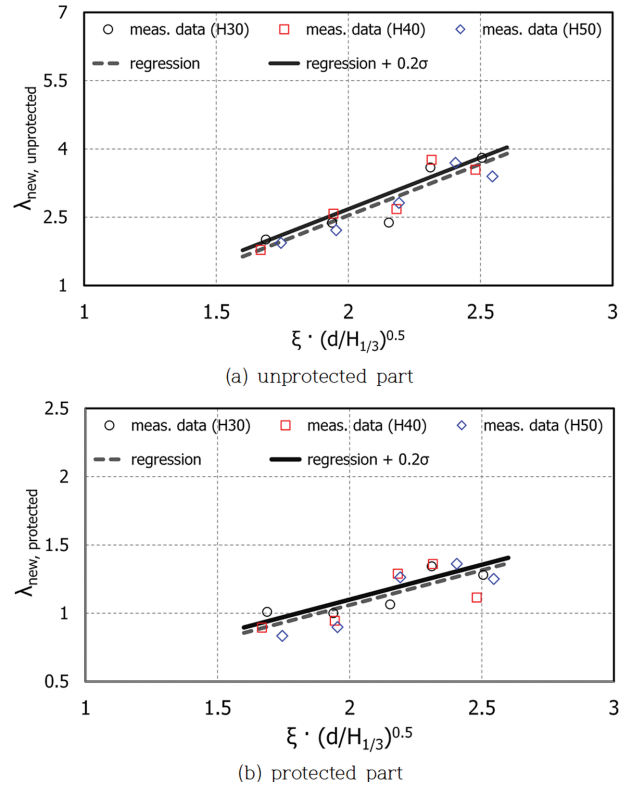 7
meas. data (H30) meas. data (H40) meas. data (H50)
regression regression + 0.2σ
5.5
4
2.5
1
λnew, unprotected
1 1.5 2 2.5 3
ξ · (d/H1/3)0.5
(a) unprotected part
2.5
meas. data (H30) meas. data (H40) meas. data (H50)
regression regression + 0.2σ
2
1.5
1
0.5
λnew, protected
1 1.5 2 2.5 3
ξ · (d/H1/3)0.5
(b) protected part